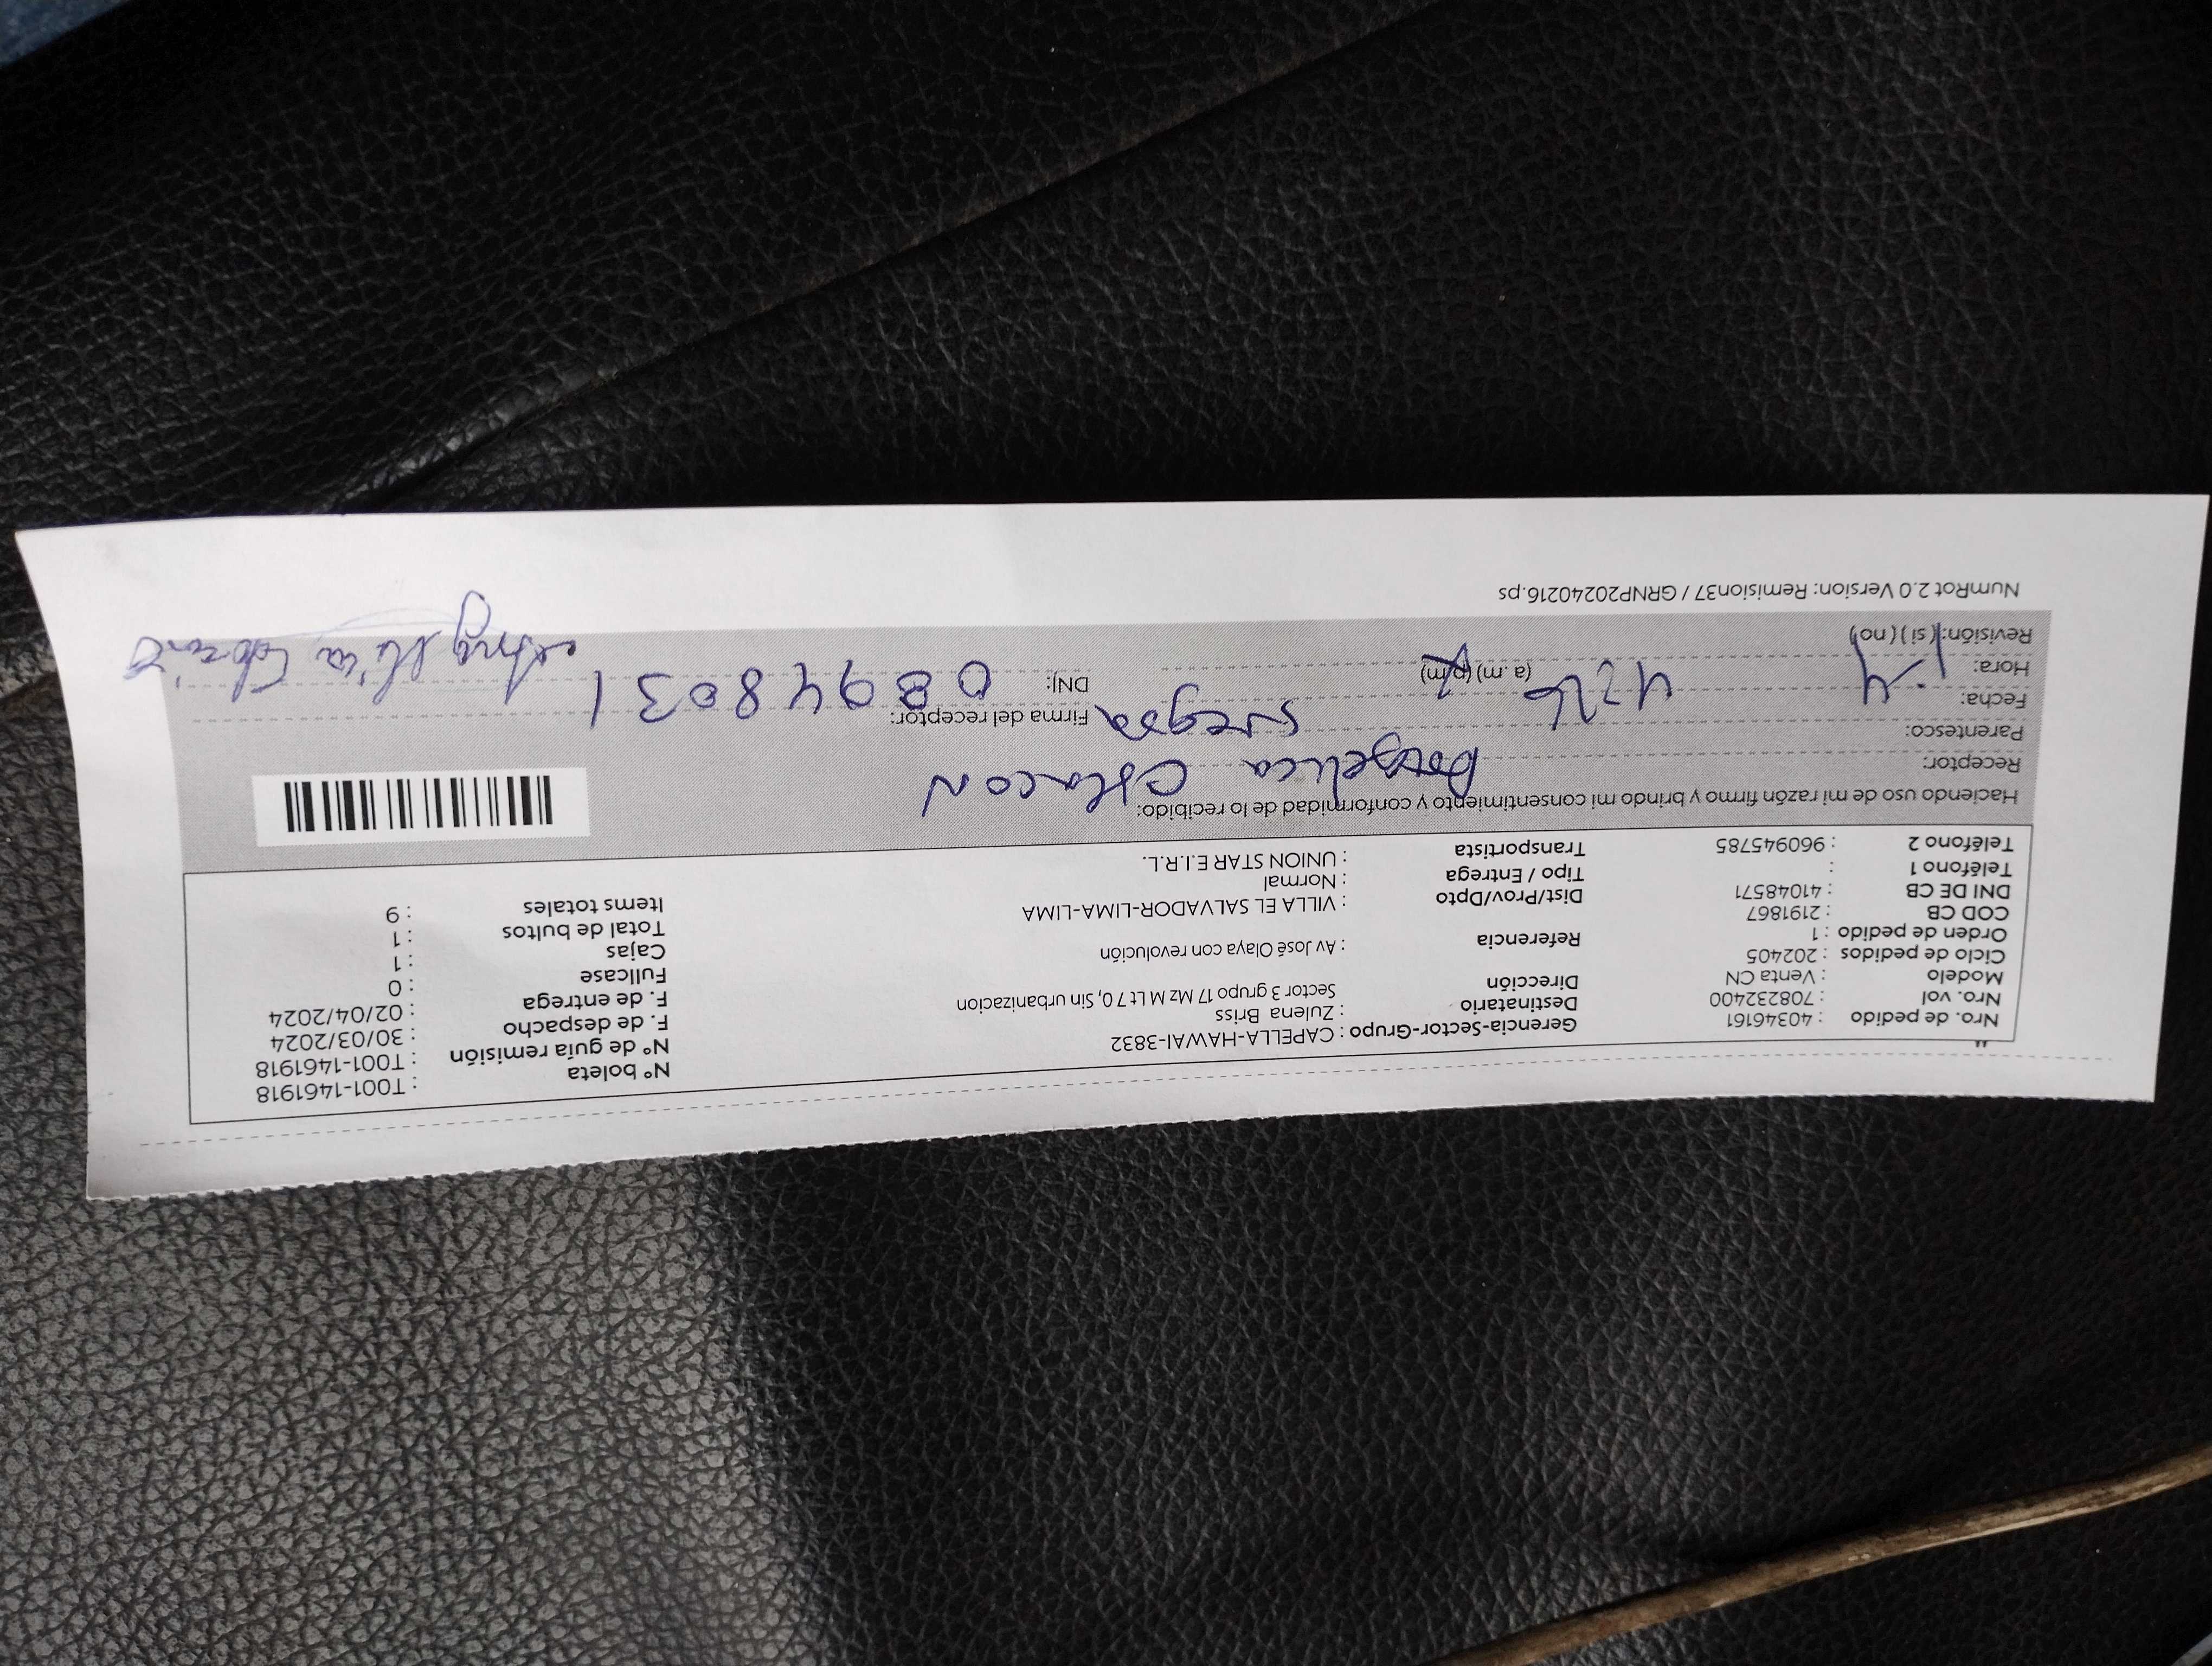 Nro. de pedido : 40346161 Gerencia-Sector-Grupo : CAPELLA-HAWAI-3832 N° boleta : T001-1461918
Nro. vol : 708232400 Destinatario : Zulena Briss N° de guía remisión : T001-1461918
Modelo : Venta CN Dirección Sector 3 grupo 17 Mz M Lt 7 0, Sin urbanizacion F. de despacho : 30/03/2024
Ciclo de pedidos : 202405 F. de entrega : 02/04/2024
Orden de pedido : 1 Referencia : Av José Olaya con revolución Fullcase : 0
COD CB : 2191867 Cajas : 1
DNI DE CB : 41048571 Dist/Prov/Dpto : VILLA EL SALVADOR-LIMA-LIMA Total de bultos : 1
Teléfono 1 : Tipo / Entrega : Normal Items totales : 9
Teléfono 2 : 960945785 Transportista : UNION STAR E.I.R.L.
Haciendo uso de mi razón firmo y brindo mi consentimiento y conformidad de lo recibido:
Receptor: Angelica Chacon
Parentesco: suegra Firma del receptor:
Fecha: 1-4 DNJ: 08948031
Hora: 4:26 (a.m) (p/m)
Revisión: (si) (no)
NumRot 2.0 Version: Remision37 / GRNP20240216.ps